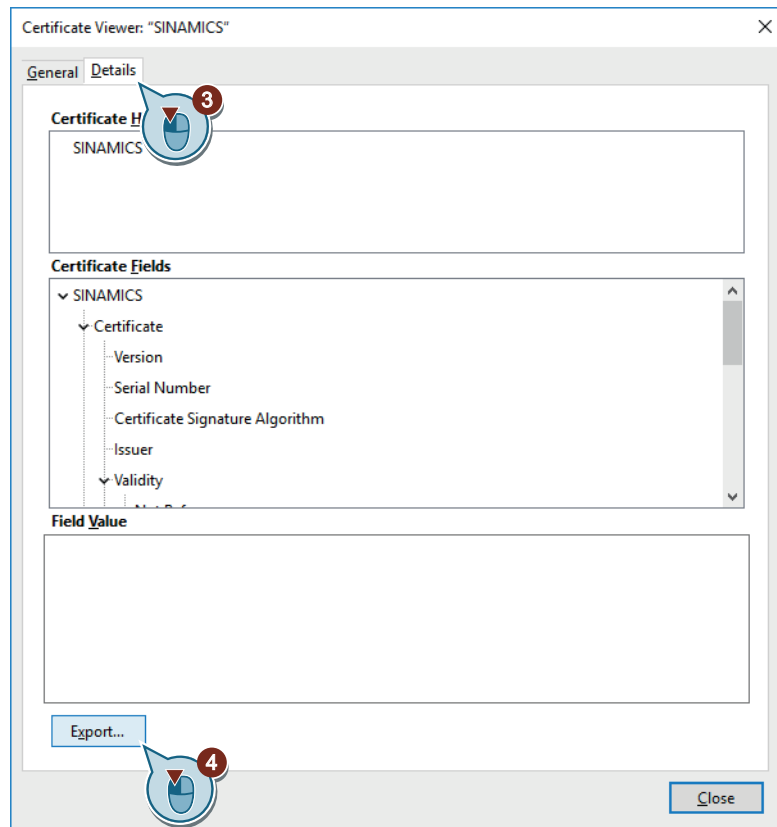 Certificate Viewer: "SINAMICS"
General Details
3
Certificate H
SINAMICS
Certificate Fields
SINAMICS
Certificate
Version
Serial Number
Certificate Signature Algorithm
Issuer
Validity
Field Value
Export...
4
Close